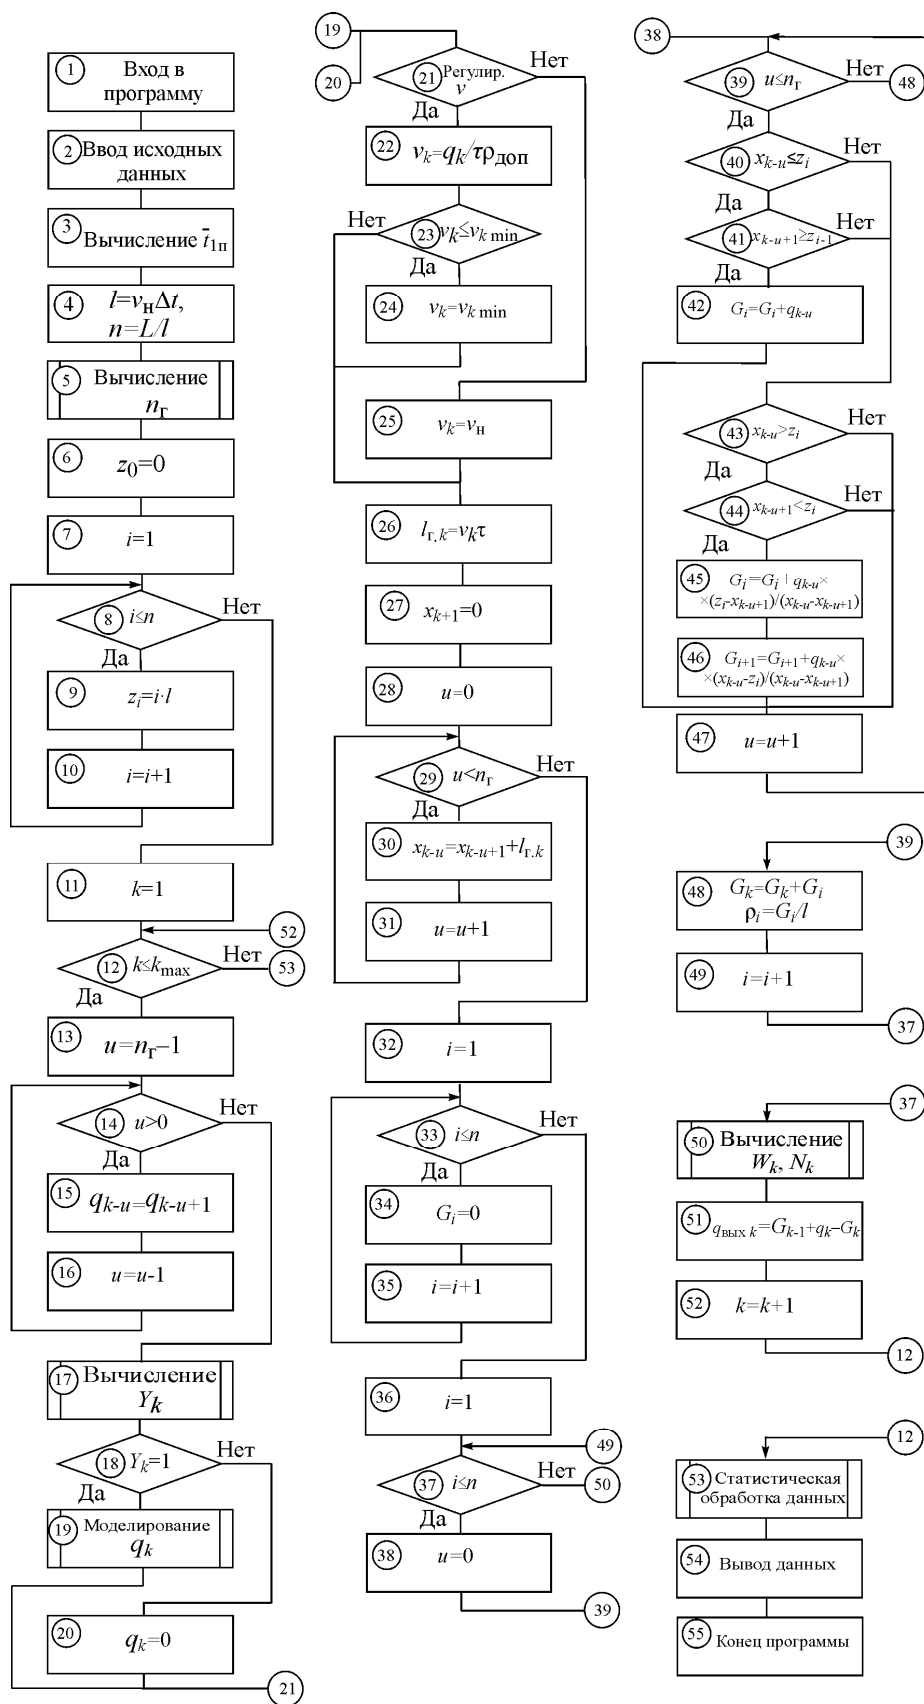 1
Вход в
программу
2
Ввод исходных
данных
3
Вычисление t̄₁ₙ
4
l=vнΔt,
n=L/l
5
Вычисление
nг
6
z₀=0
7
i=1
8
i≤n
Нет
Да
9
zᵢ=i·l
10
i=i+1
11
k=1
52
12
k≤kmax
Нет
53
Да
13
u=nг–1
14
u>0
Нет
Да
15
qk-u=qk-u+1
16
u=u-1
17
Вычисление
Yk
18
Yk=1
Нет
Да
19
Моделирование
qk
20
qk=0
21
19
20
21
Регулир.
v
Нет
Да
22
vk=qk/τρдоп
Нет
23
vk≤vk min
Да
24
vk=vk min
25
vk=vн
26
lг.k=vkτ
27
xk+1=0
28
u=0
29
u<nг
Нет
Да
30
xk-u=xk-u+1+lг.k
31
u=u+1
32
i=1
33
i≤n
Нет
Да
34
Gi=0
35
i=i+1
36
i=1
49
37
i≤n
Нет
50
Да
38
u=0
39
38
39
u≤nг
Нет
48
Да
40
xk-u≤zi
Нет
Да
41
xk-u+1≥zi-1
Нет
Да
42
Gi=Gi+qk-u
43
xk-u>zi
Нет
Да
44
xk-u+1<zi
Нет
Да
45
Gi=Gi+qk-u×
×(zi-xk-u+1)/(xk-u-xk-u+1)
46
Gi+1=Gi+1+qk-u×
×(xk-u-zi)/(xk-u-xk-u+1)
47
u=u+1
39
48
Gk=Gk+Gi
ρi=Gi/l
49
i=i+1
37
37
50
Вычисление
Wk, Nk
51
qвых k=Gk-1+qk–Gk
52
k=k+1
12
12
53
Статистическая
обработка данных
54
Вывод данных
55
Конец программы